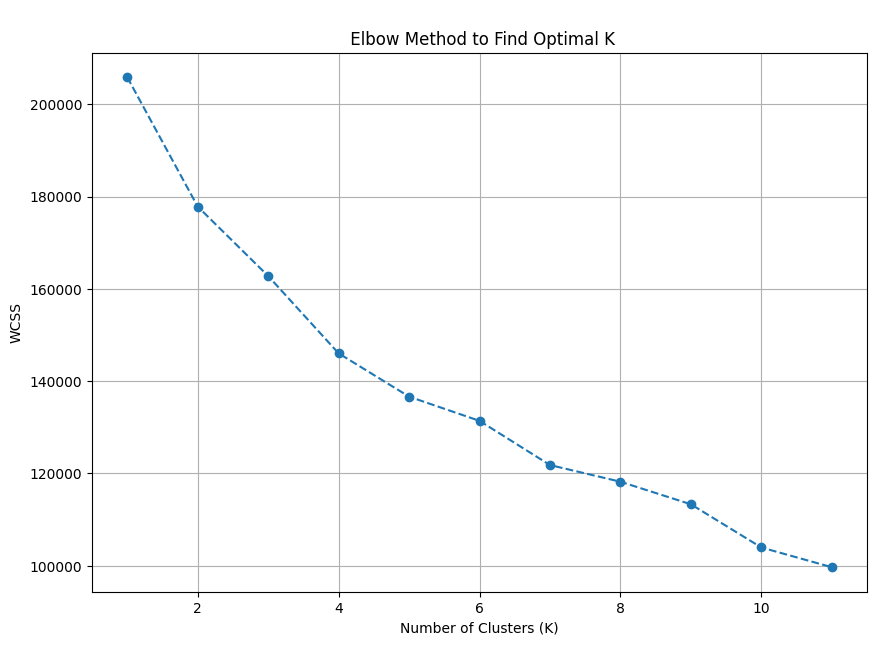 Elbow Method to Find Optimal K
200000
180000
160000
140000
120000
100000
WCSS
2 4 6 8 10
Number of Clusters (K)